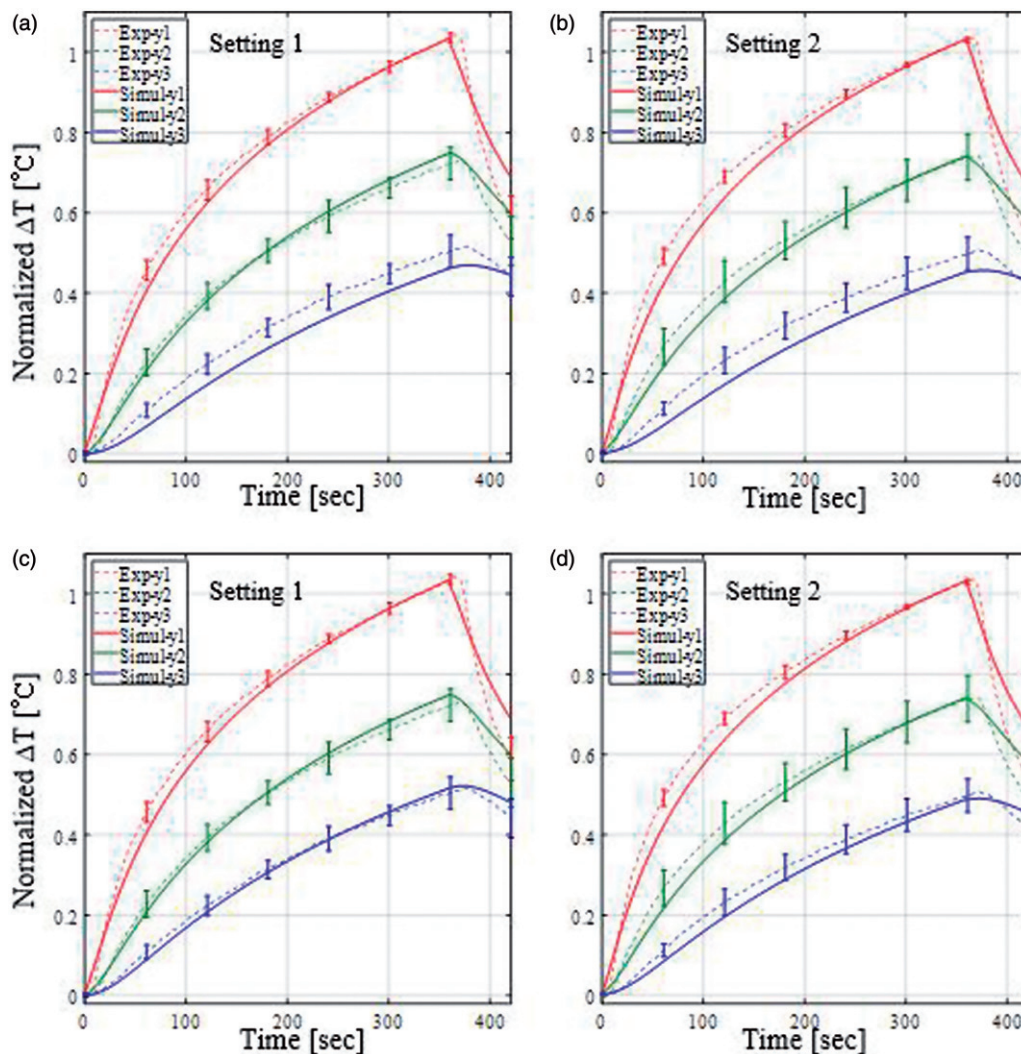 (a)
Exp-y1
Exp-y2
Exp-y3
Simul-y1
Simul-y2
Simul-y3
Setting 1
Normalized ΔT [°C]
1
0.8
0.6
0.4
0.2
0
0
100
200
300
400
Time [sec]
(b)
Exp-y1
Exp-y2
Exp-y3
Simul-y1
Simul-y2
Simul-y3
Setting 2
1
0.8
0.6
0.4
0.2
0
0
100
200
300
400
Time [sec]
(c)
Exp-y1
Exp-y2
Exp-y3
Simul-y1
Simul-y2
Simul-y3
Setting 1
Normalized ΔT [°C]
1
0.8
0.6
0.4
0.2
0
0
100
200
300
400
Time [sec]
(d)
Exp-y1
Exp-y2
Exp-y3
Simul-y1
Simul-y2
Simul-y3
Setting 2
1
0.8
0.6
0.4
0.2
0
0
100
200
300
400
Time [sec]